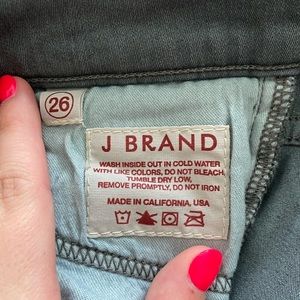 26
J BRAND
WASH INSIDE OUT IN COLD WATER
WITH LIKE COLORS, DO NOT BLEACH,
TUMBLE DRY LOW,
REMOVE PROMPTLY, DO NOT IRON
MADE IN CALIFORNIA, USA